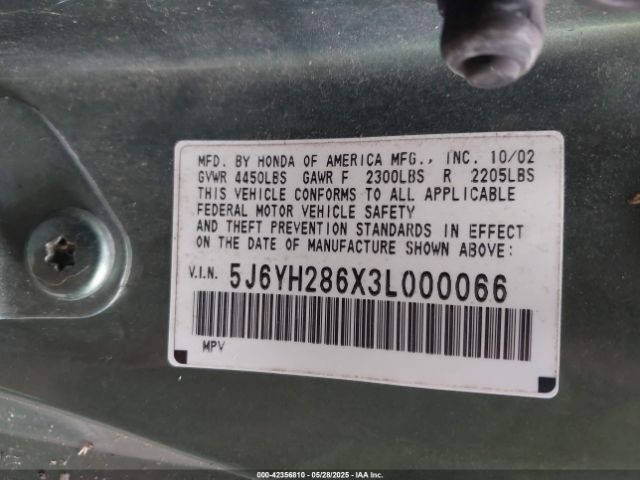 MFD. BY HONDA OF AMERICA MFG., INC. 10/02
GVWR 4450LBS GAWR F 2300LBS R 2205LBS
THIS VEHICLE CONFORMS TO ALL APPLICABLE
FEDERAL MOTOR VEHICLE SAFETY
AND THEFT PREVENTION STANDARDS IN EFFECT
ON THE DATE OF MANUFACTURE SHOWN ABOVE:
V.I.N. 5J6YH286X3L000066
MPV
000-42356810 - 05/28/2025 - IAAI.COM